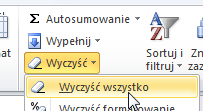 Σ Autosumowanie
Wypełnij
Wyczyść
Sortuj i
filtruj
Wyczyść wszystko
Wyczyść formatowanie